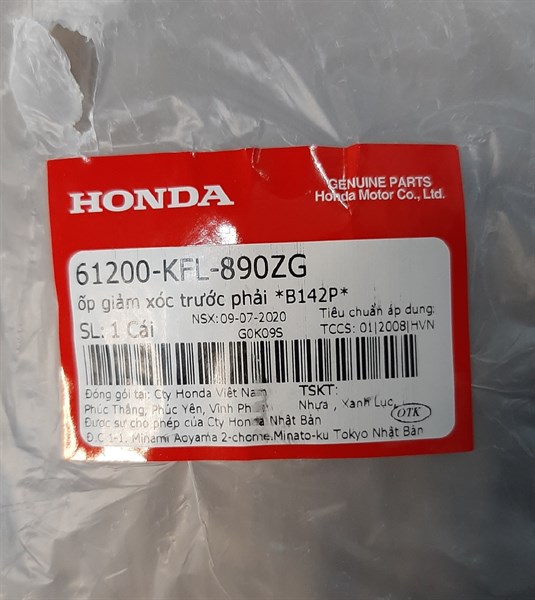 HONDA
GENUINE PARTS
Honda Motor Co., Ltd.
61200-KFL-890ZG
ốp giảm xóc trước phải *B142P*
SL: 1 Cái
NSX:09-07-2020
G0K09S
Tiêu chuẩn áp dụng:
TCCS: 01|2008|HVN
Đóng gói tại: Cty Honda Việt Nam
Phúc Thắng, Phúc Yên, Vĩnh
Được sự cho phép của Cty Honda Nhật Bản
Đ.C 1-1, Minami Aoyama 2-chome,Minato-ku Tokyo Nhật Bản
TSKT:
Nhựa , Xanh Lục,
OTK